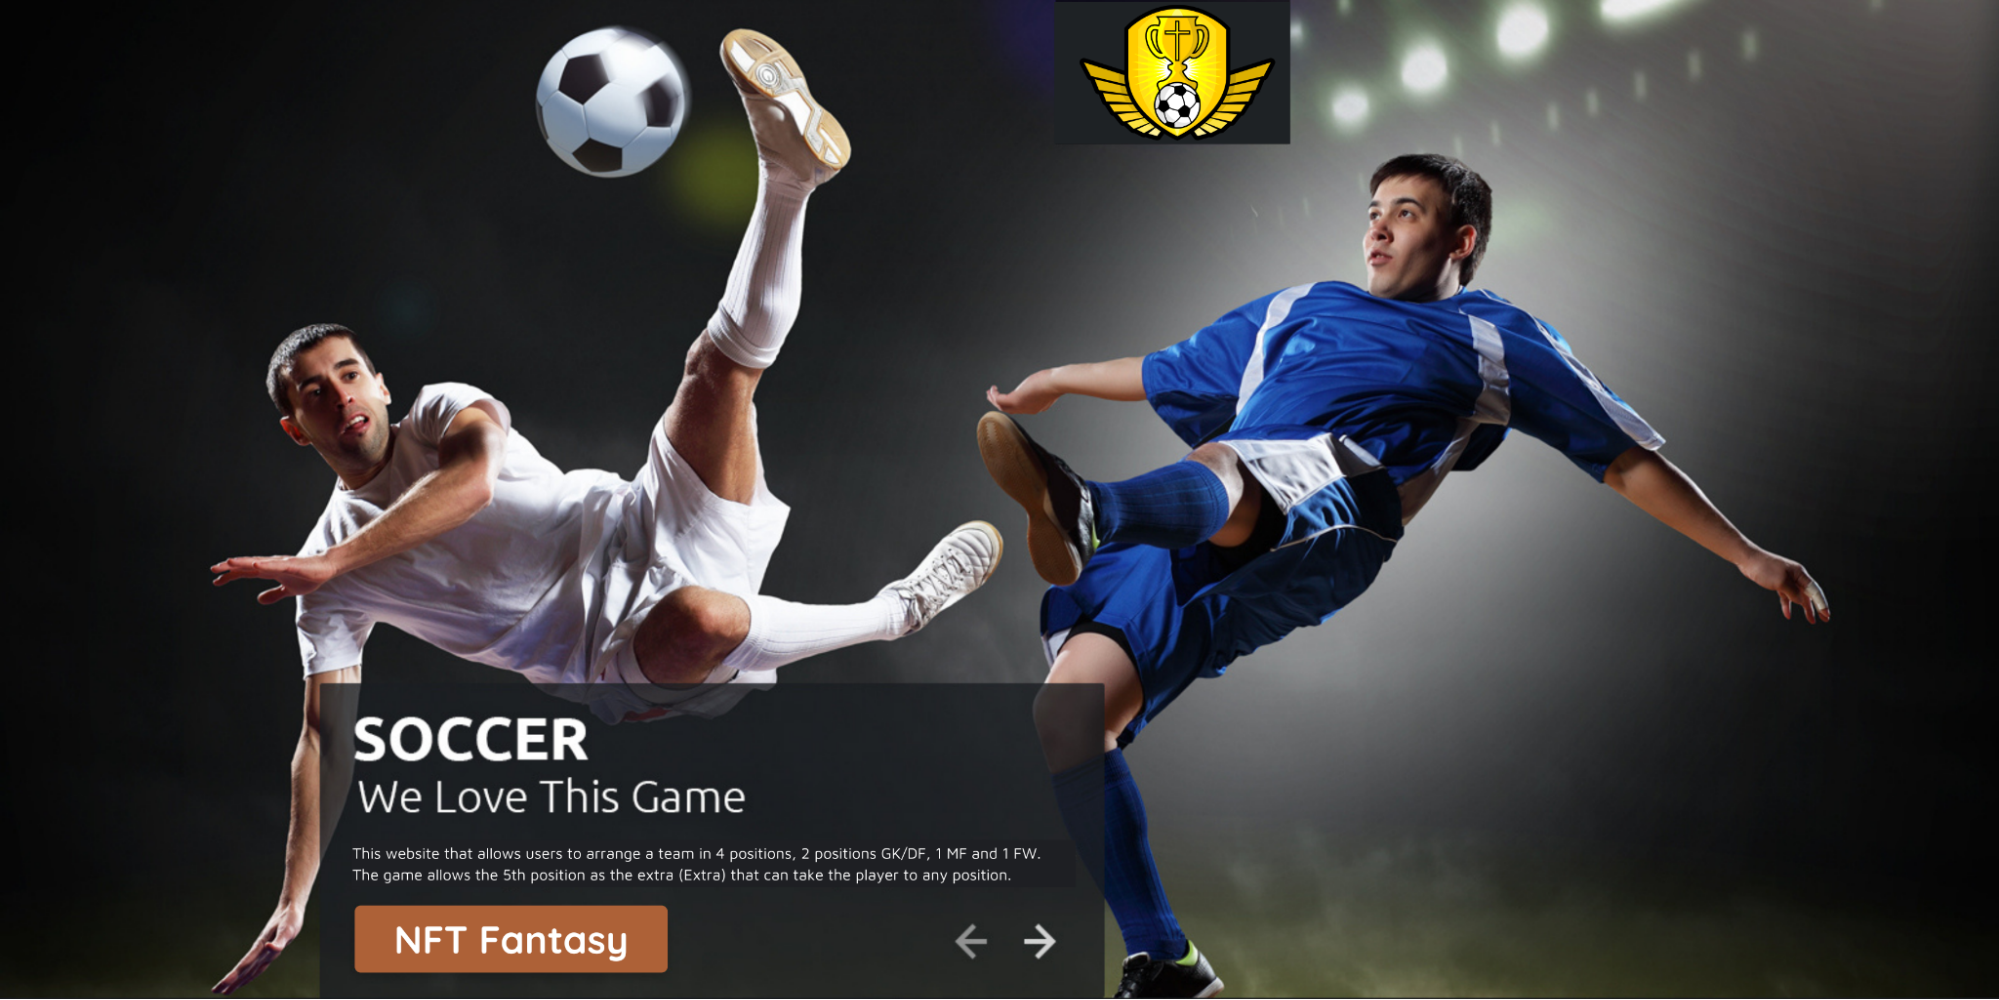 SOCCER
We Love This Game
This website that allows users to arrange a team in 4 positions, 2 positions GK/DF, 1 MF and 1 FW.
The game allows the 5th position as the extra (Extra) that can take the player to any position.
NFT Fantasy